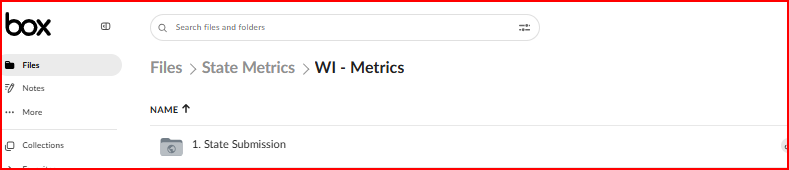 box
Search files and folders
Files
Notes
More
Collections
Files > State Metrics > WI - Metrics
NAME
1. State Submission